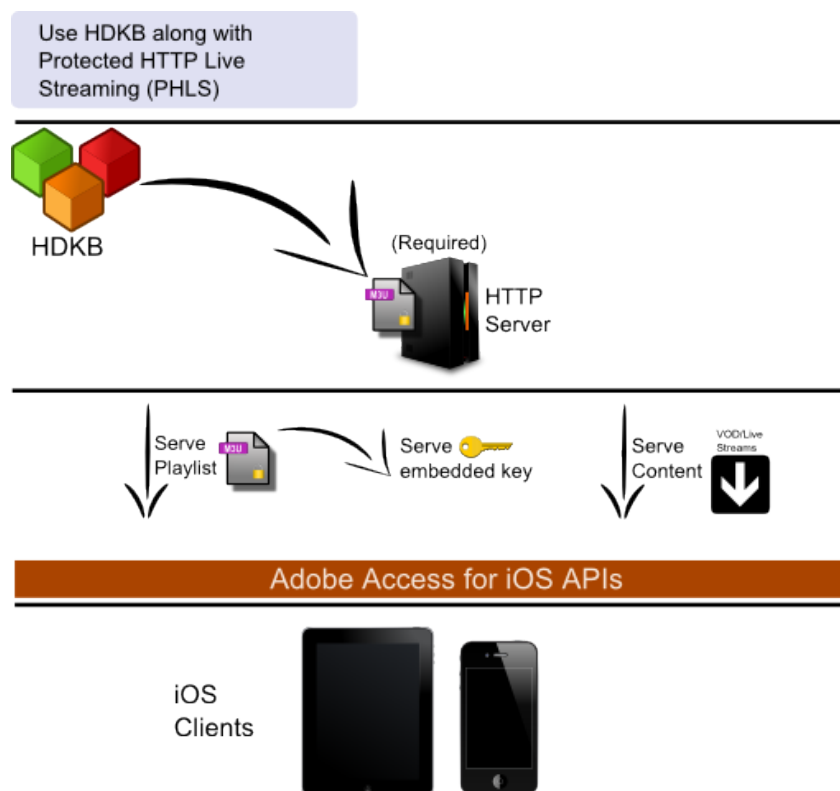 Use HDKB along with
Protected HTTP Live
Streaming (PHLS)
HDKB
(Required)
M3U
HTTP
Server
Serve
Playlist
M3U
Serve
embedded key
Serve
Content
VOD/Live
Streams
Adobe Access for iOS APIs
iOS
Clients